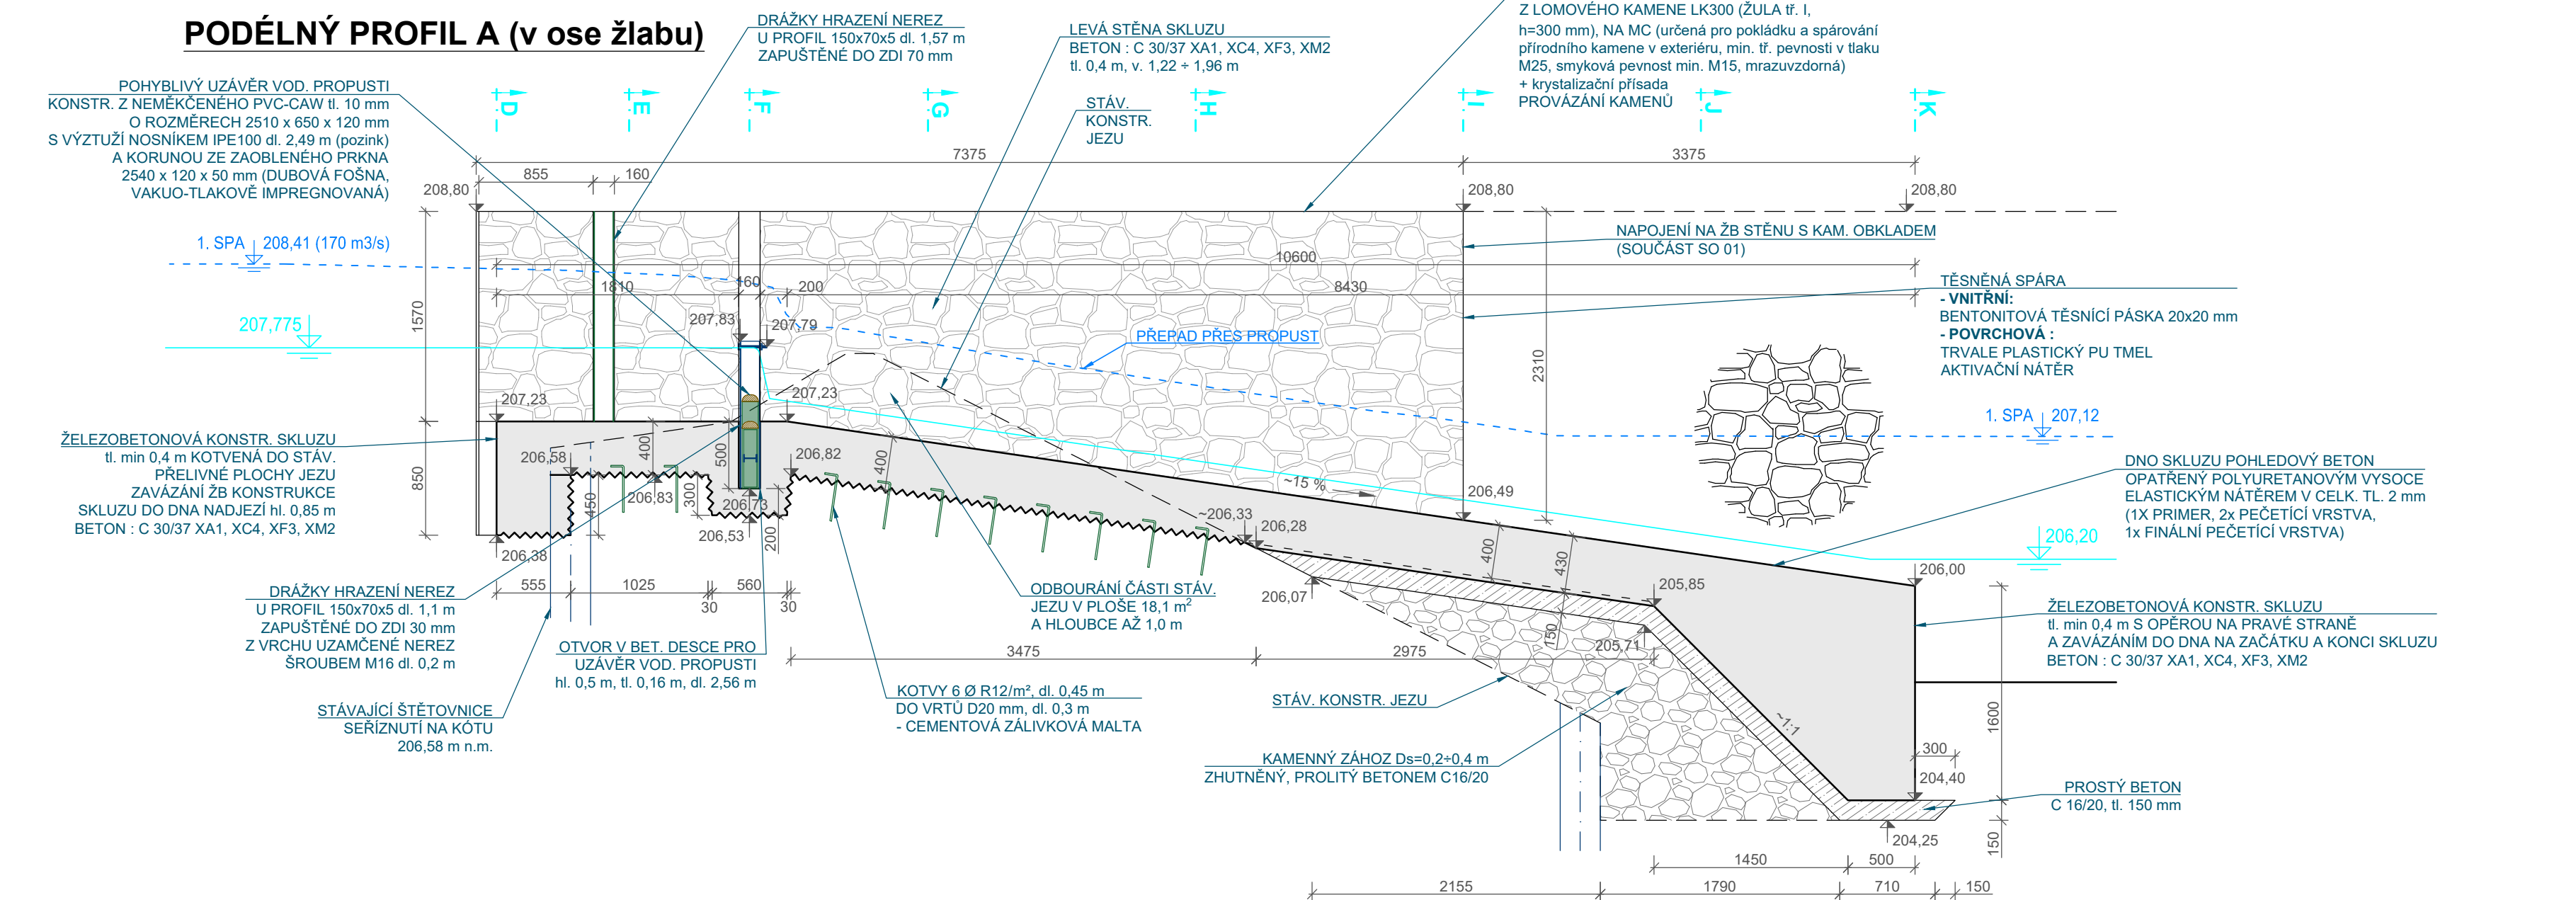 PODÉLNÝ PROFIL A (v ose žlabu)
DRÁŽKY HRAZENÍ NEREZ
U PROFIL 150x70x5 dl. 1,57 m
ZAPUŠTĚNÉ DO ZDI 70 mm
LEVÁ STĚNA SKLUZU
BETON : C 30/37 XA1, XC4, XF3, XM2
tl. 0,4 m, v. 1,22 ÷ 1,96 m
Z LOMOVÉHO KAMENE LK300 (ŽULA tř. I,
h=300 mm), NA MC (určená pro pokládku a spárování
přírodního kamene v exteriéru, min. tř. pevnosti v tlaku
M25, smyková pevnost min. M15, mrazuvzdorná)
+ krystalizační přísada
PROVÁZÁNÍ KAMENŮ
POHYBLIVÝ UZÁVĚR VOD. PROPUSTI
KONSTR. Z NEMĚKČENÉHO PVC-CAW tl. 10 mm
O ROZMĚRECH 2510 x 650 x 120 mm
S VÝZTUŽÍ NOSNÍKEM IPE100 dl. 2,49 m (pozink)
A KORUNOU ZE ZAOBLENÉHO PRKNA
2540 x 120 x 50 mm (DUBOVÁ FOŠNA,
VAKUO-TLAKOVĚ IMPREGNOVANÁ)
STÁV.
KONSTR.
JEZU
D
E
F
G
H
I
J
K
7375
3375
855
160
208,80
208,80
208,80
1. SPA 208,41 (170 m3/s)
NAPOJENÍ NA ŽB STĚNU S KAM. OBKLADEM
(SOUČÁST SO 01)
10600
1810
160
200
8430
TĚSNĚNÁ SPÁRA
- VNITŘNÍ:
BENTONITOVÁ TĚSNÍCÍ PÁSKA 20x20 mm
- POVRCHOVÁ :
TRVALE PLASTICKÝ PU TMEL
AKTIVAČNÍ NÁTĚR
1570
207,775
207,83
207,79
PŘEPAD PŘES PROPUST
2310
207,23
207,23
1. SPA 207,12
ŽELEZOBETONOVÁ KONSTR. SKLUZU
tl. min 0,4 m KOTVENÁ DO STÁV.
PŘELIVNÉ PLOCHY JEZU
ZAVÁZÁNÍ ŽB KONSTRUKCE
SKLUZU DO DNA NADJEZÍ hl. 0,85 m
BETON : C 30/37 XA1, XC4, XF3, XM2
850
206,58
400
500
206,82
400
~15 %
206,49
450
206,83
300
206,73
206,53
200
206,38
~206,33
206,28
DNO SKLUZU POHLEDOVÝ BETON
OPATŘENÝ POLYURETANOVÝM VYSOCE
ELASTICKÝM NÁTĚREM V CELK. TL. 2 mm
(1X PRIMER, 2x PEČETÍCÍ VRSTVA,
1x FINÁLNÍ PEČETÍCÍ VRSTVA)
206,20
400
430
206,00
555
1025
560
30
30
206,07
205,85
DRÁŽKY HRAZENÍ NEREZ
U PROFIL 150x70x5 dl. 1,1 m
ZAPUŠTĚNÉ DO ZDI 30 mm
Z VRCHU UZAMČENÉ NEREZ
ŠROUBEM M16 dl. 0,2 m
ODBOURÁNÍ ČÁSTI STÁV.
JEZU V PLOŠE 18,1 m²
A HLOUBCE AŽ 1,0 m
ŽELEZOBETONOVÁ KONSTR. SKLUZU
tl. min 0,4 m S OPĚROU NA PRAVÉ STRANĚ
A ZAVÁZÁNÍM DO DNA NA ZAČÁTKU A KONCI SKLUZU
BETON : C 30/37 XA1, XC4, XF3, XM2
150
205,71
OTVOR V BET. DESCE PRO
UZÁVĚR VOD. PROPUSTI
hl. 0,5 m, tl. 0,16 m, dl. 2,56 m
3475
2975
KOTVY 6 Ø R12/m², dl. 0,45 m
DO VRTŮ D20 mm, dl. 0,3 m
- CEMENTOVÁ ZÁLIVKOVÁ MALTA
STÁV. KONSTR. JEZU
STÁVAJÍCÍ ŠTĚTOVNICE
SEŘÍZNUTÍ NA KÓTU
206,58 m n.m.
~1:1
1600
KAMENNÝ ZÁHOZ Ds=0,2÷0,4 m
ZHUTNĚNÝ, PROLITÝ BETONEM C16/20
300
204,40
PROSTÝ BETON
C 16/20, tl. 150 mm
204,25
150
1450
500
2155
1790
710
150